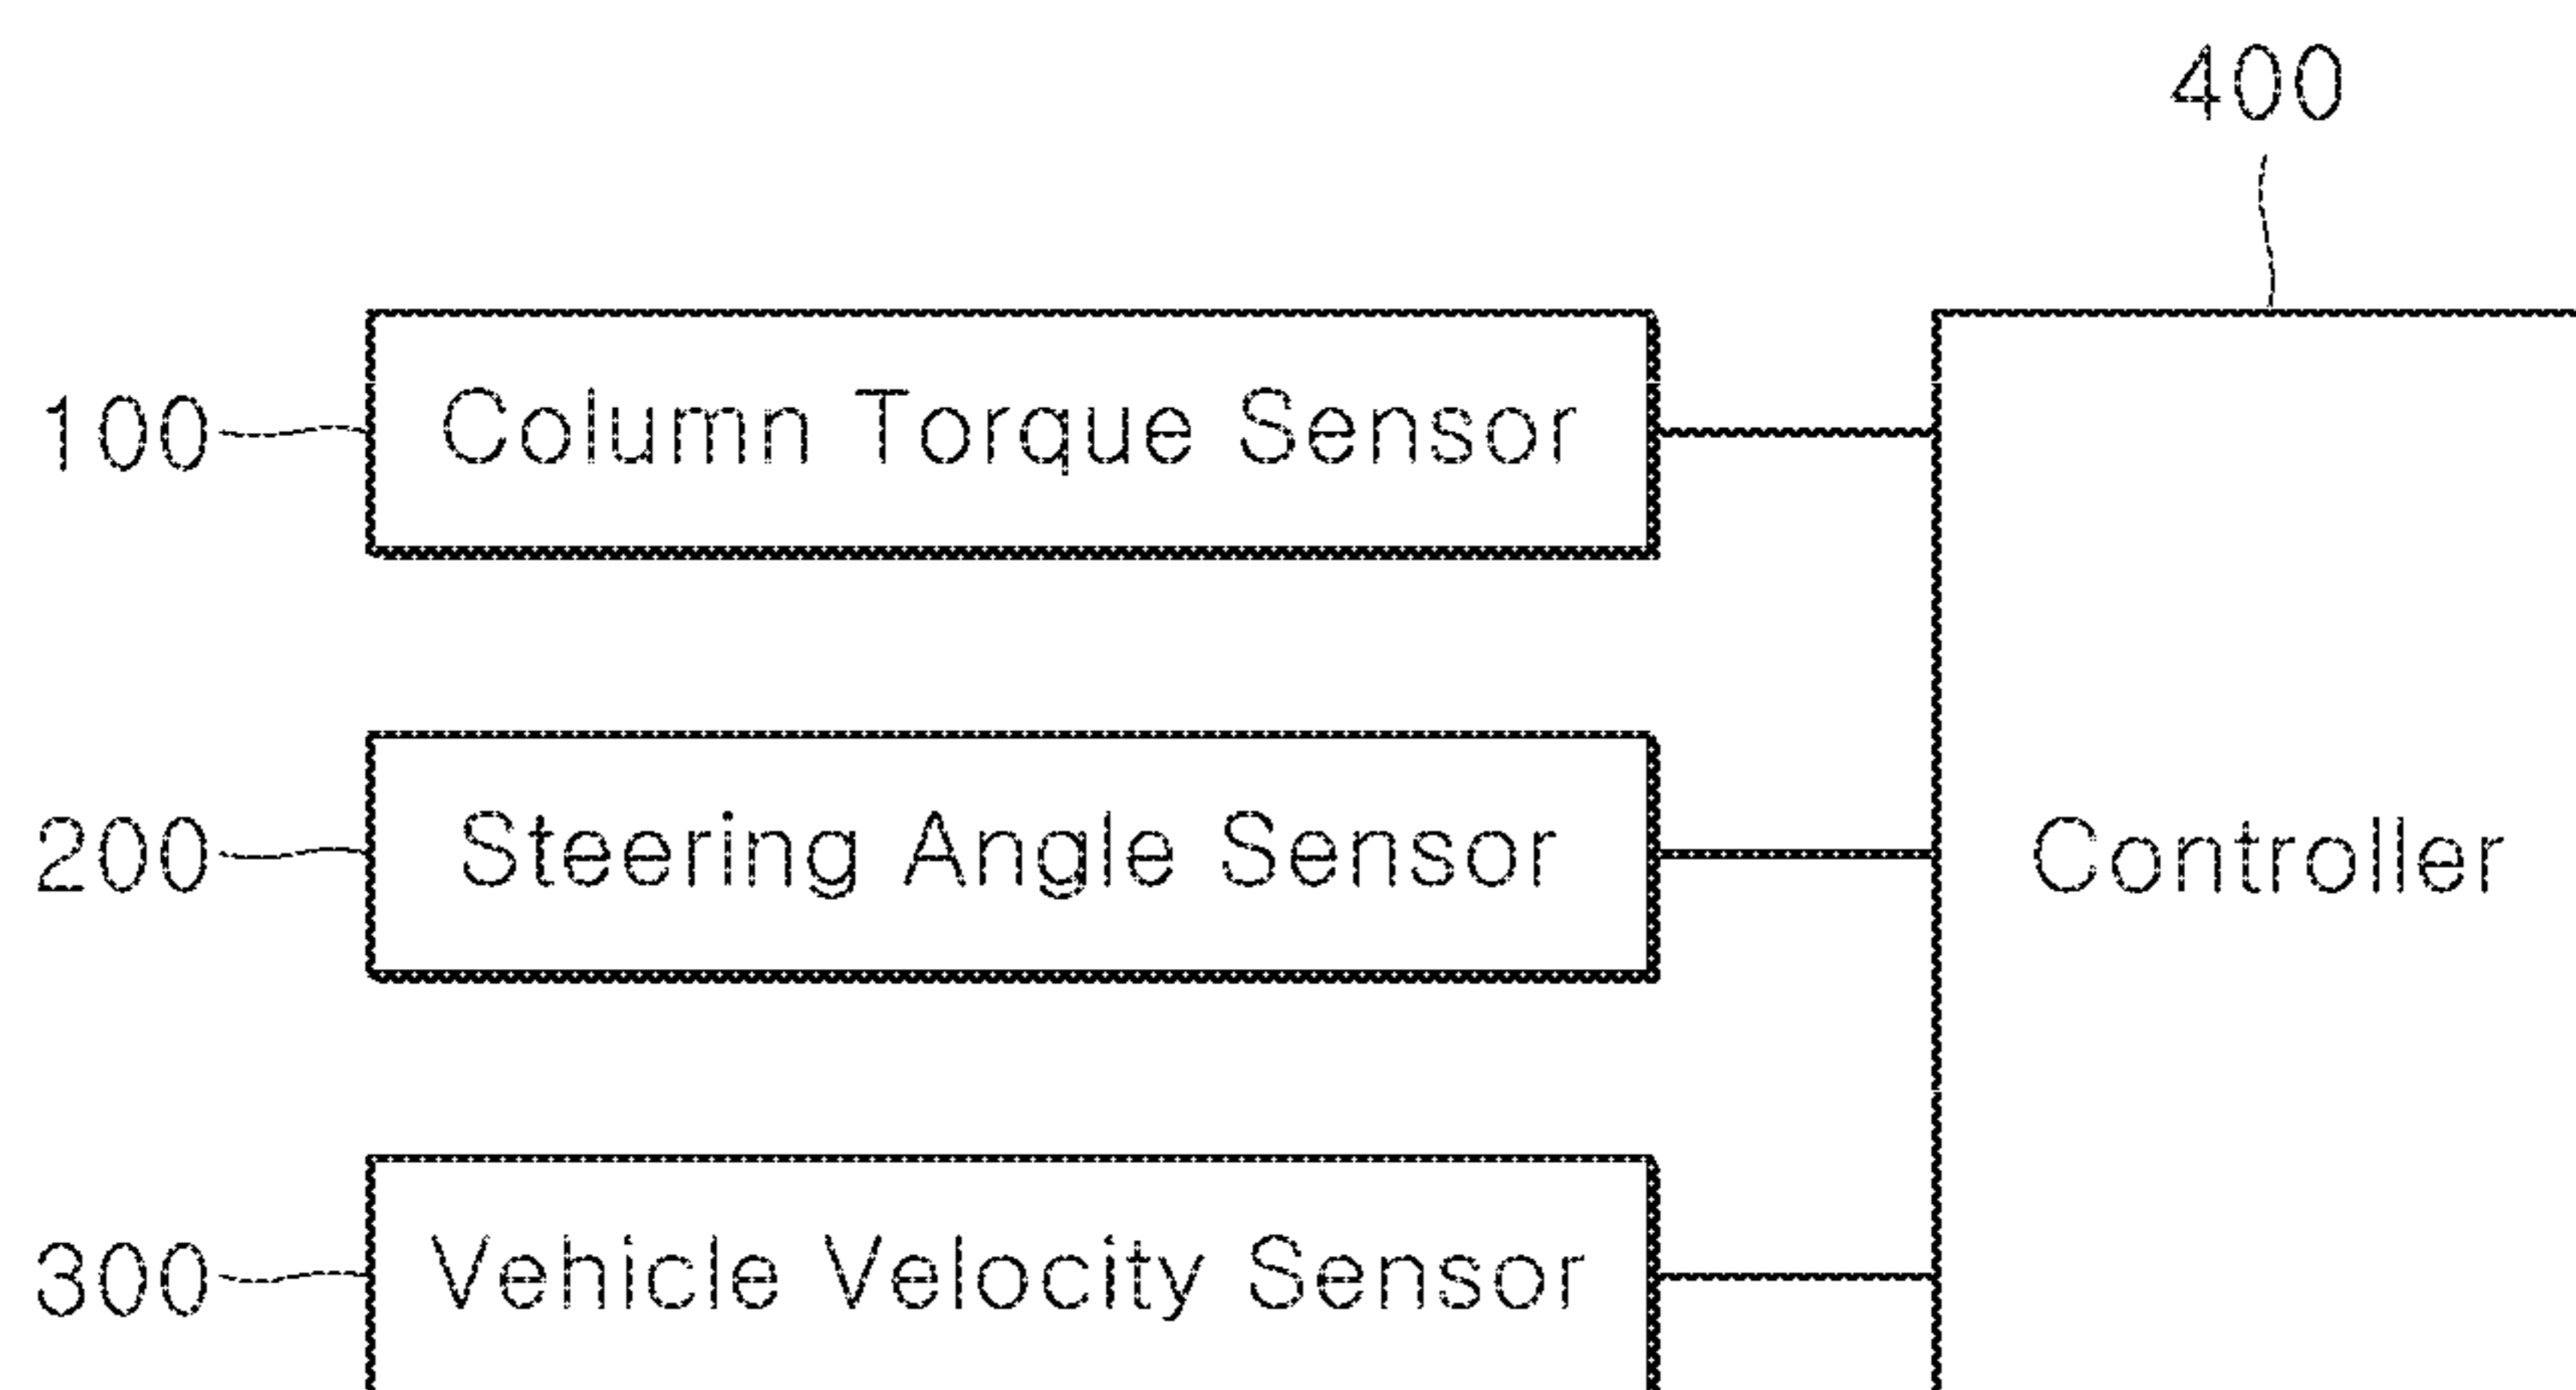 400
100 Column Torque Sensor
200 Steering Angle Sensor Controller
300 Vehicle Velocity Sensor